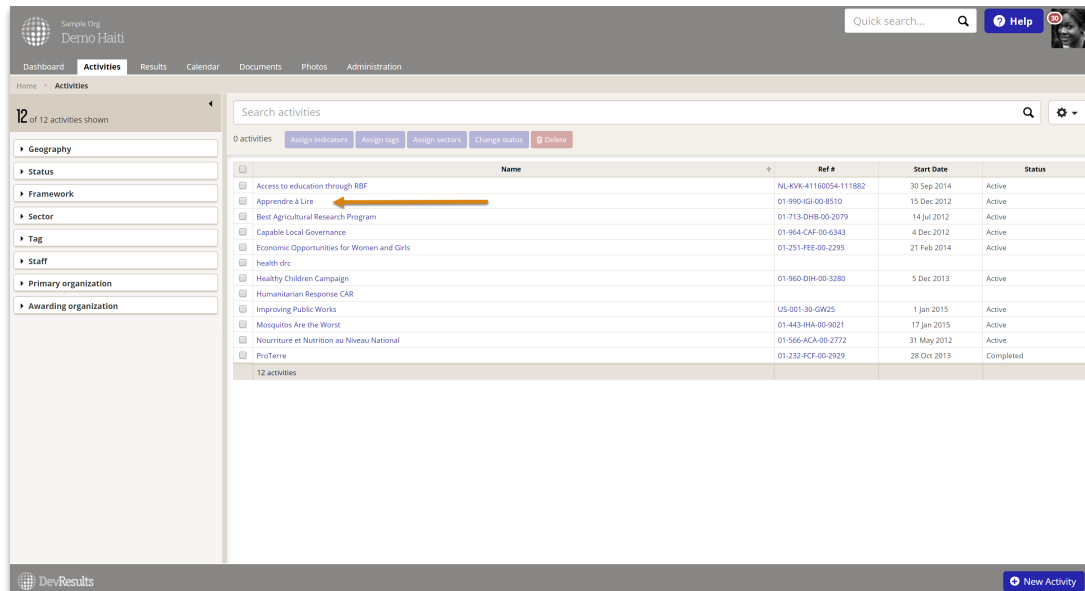 Sample Org
Demo Haiti
Quick search...
Help
30
Dashboard Activities Results Calendar Documents Photos Administration
Home Activities
12 of 12 activities shown
Geography
Status
Framework
Sector
Tag
Staff
Primary organization
Awarding organization
Search activities
0 activities Assign indicators Assign tags Assign sectors Change status Delete
Name Ref # Start Date Status
Access to education through RBF NL-KVK-41160054-111882 30 Sep 2014 Active
Apprendre à Lire 01-990-IGI-00-8510 15 Dec 2012 Active
Best Agricultural Research Program 01-713-DHB-00-2079 14 Jul 2012 Active
Capable Local Governance 01-964-CAF-00-6343 4 Dec 2012 Active
Economic Opportunities for Women and Girls 01-251-FEE-00-2295 21 Feb 2014 Active
health drc
Healthy Children Campaign 01-960-DIH-00-3280 5 Dec 2013 Active
Humanitarian Response CAR
Improving Public Works US-001-30-GW25 1 Jan 2015 Active
Mosquitos Are the Worst 01-443-IHA-00-9021 17 Jan 2015 Active
Nourriture et Nutrition au Niveau National 01-566-ACA-00-2772 31 May 2012 Active
ProTerre 01-232-FCF-00-2929 28 Oct 2013 Completed
12 activities
DevResults
New Activity